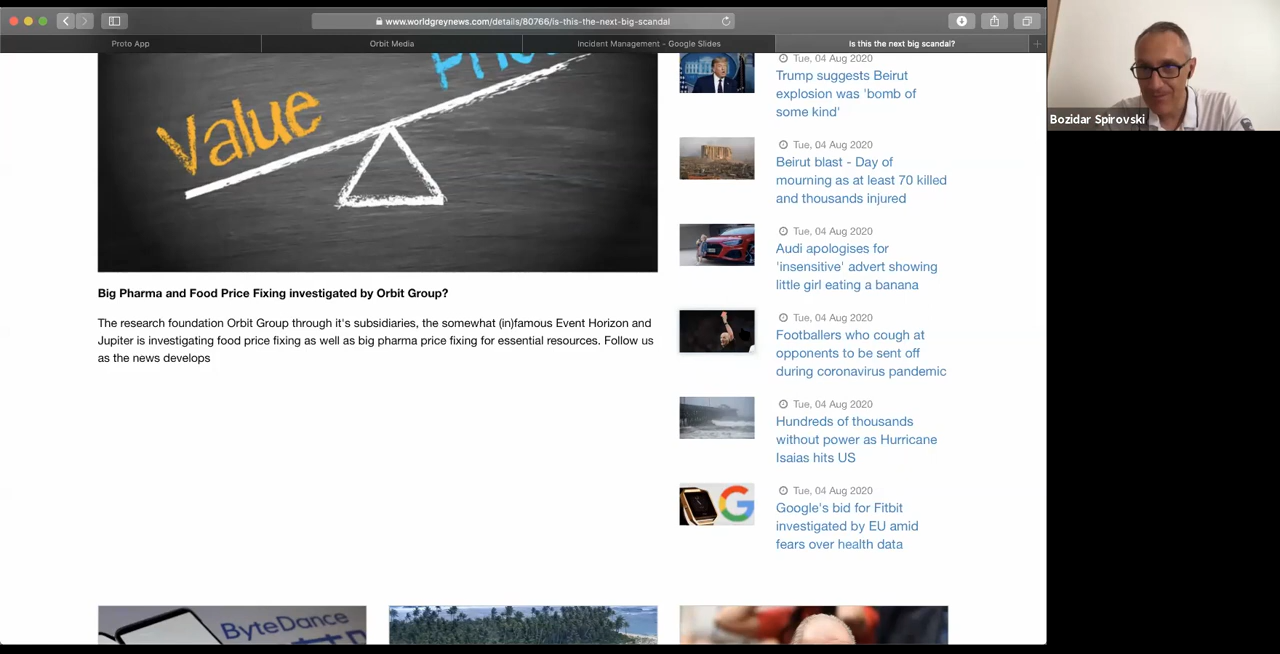 www.worldgreynews.com/details/80766/is-this-the-next-big-scandal
Proto App
Orbit Media
Incident Management - Google Slides
Is this the next big scandal?
Bozidar Spirovski
Value
Price
Big Pharma and Food Price Fixing investigated by Orbit Group?
The research foundation Orbit Group through it's subsidiaries, the somewhat (in)famous Event Horizon and
Jupiter is investigating food price fixing as well as big pharma price fixing for essential resources. Follow us
as the news develops
Tue, 04 Aug 2020
Trump suggests Beirut
explosion was 'bomb of
some kind'
Tue, 04 Aug 2020
Beirut blast - Day of
mourning as at least 70 killed
and thousands injured
Tue, 04 Aug 2020
Audi apologises for
'insensitive' advert showing
little girl eating a banana
Tue, 04 Aug 2020
Footballers who cough at
opponents to be sent off
during coronavirus pandemic
Tue, 04 Aug 2020
Hundreds of thousands
without power as Hurricane
Isaias hits US
Tue, 04 Aug 2020
Google's bid for Fitbit
investigated by EU amid
fears over health data
G
ByteDance